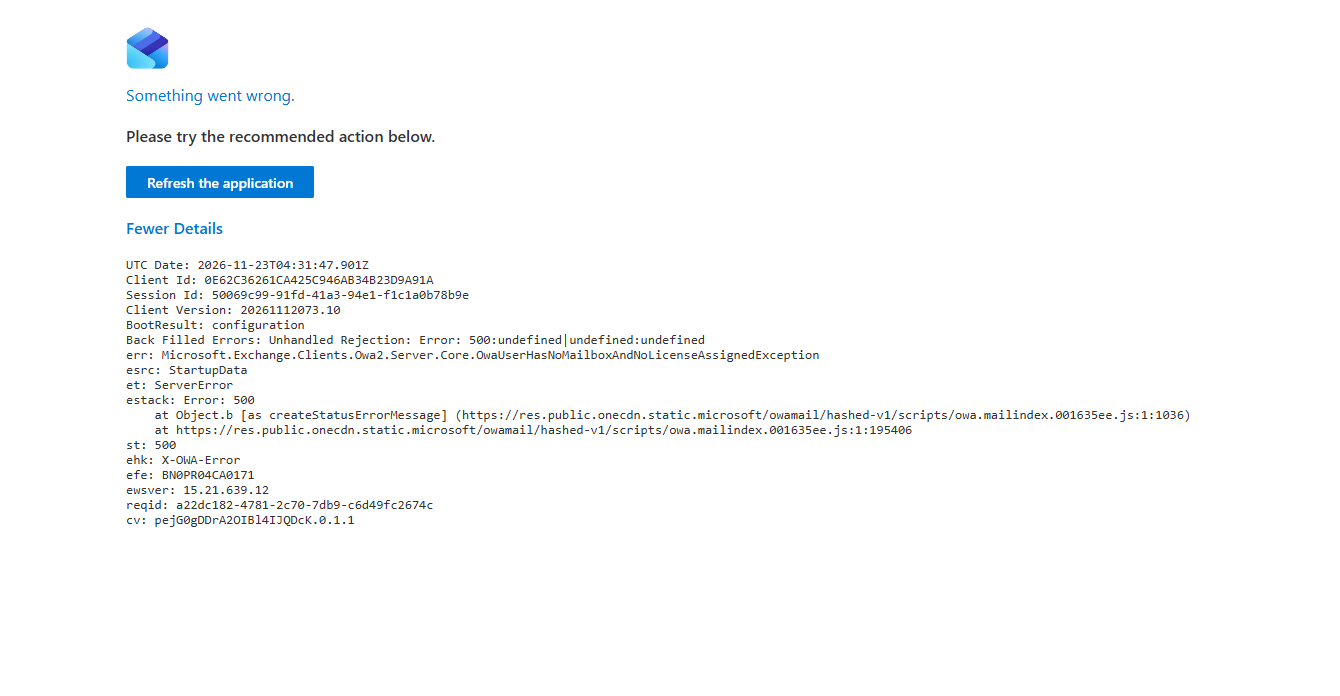 Something went wrong.
Please try the recommended action below.
Refresh the application
Fewer Details
UTC Date: 2026-11-23T04:31:47.901Z
Client Id: 0E62C36261CA425C946AB34B23D9A91A
Session Id: 50069c99-91fd-41a3-94e1-f1c1a0b78b9e
Client Version: 20261112073.10
BootResult: configuration
Back Filled Errors: Unhandled Rejection: Error: 500:undefined|undefined:undefined
err: Microsoft.Exchange.Clients.Owa2.Server.Core.OwaUserHasNoMailboxAndNoLicenseAssignedException
esrc: StartupData
et: ServerError
estack: Error: 500
    at Object.b [as createStatusErrorMessage] (https://res.public.onecdn.static.microsoft/owamail/hashed-v1/scripts/owa.mailindex.001635ee.js:1:1036)
    at https://res.public.onecdn.static.microsoft/owamail/hashed-v1/scripts/owa.mailindex.001635ee.js:1:195406
st: 500
ehk: X-OWA-Error
efe: BN0PR04CA0171
ewsver: 15.21.639.12
reqid: a22dc182-4781-2c70-7db9-c6d49fc2674c
cv: pejG0gDDrA2OIBl4IJQDcK.0.1.1